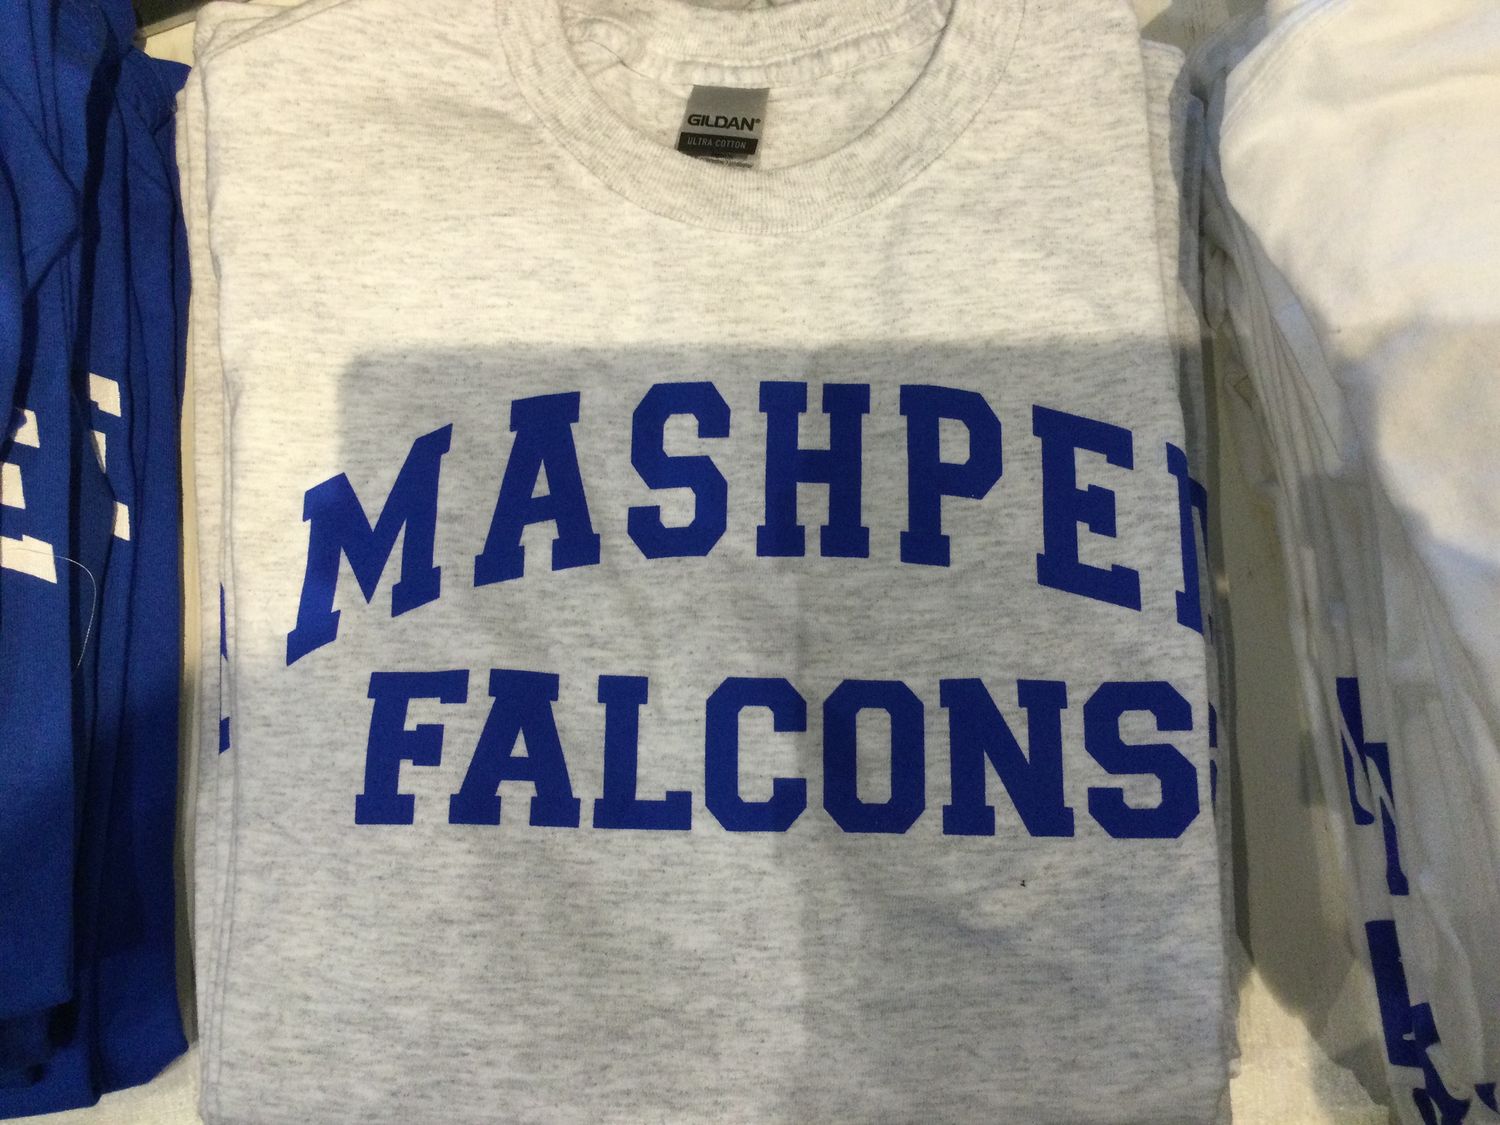 GILDAN®
ULTRA COTTON
MASHPEE
FALCONS